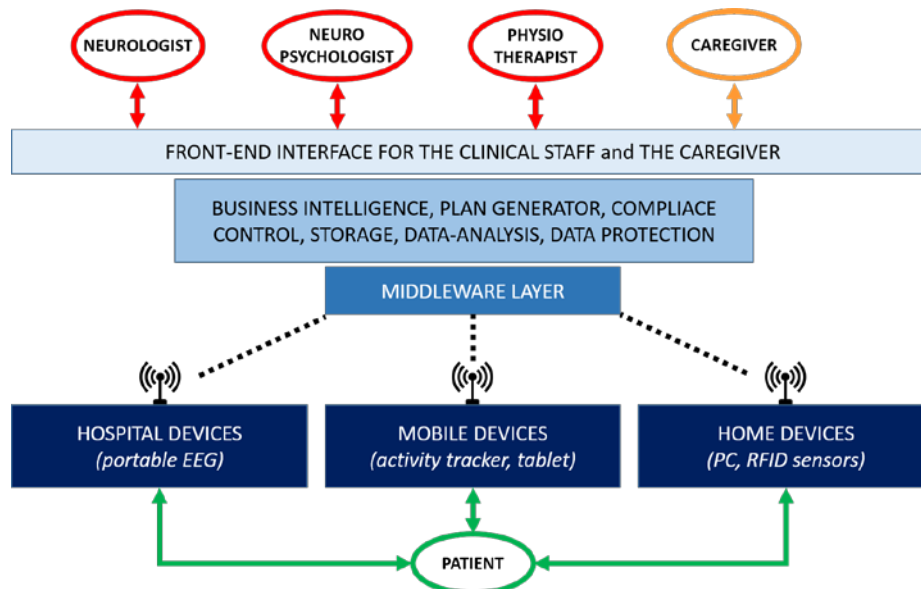 NEUROLOGIST
NEURO
PSYCHOLOGIST
PHYSIO
THERAPIST
CAREGIVER
FRONT-END INTERFACE FOR THE CLINICAL STAFF and THE CAREGIVER
BUSINESS INTELLIGENCE, PLAN GENERATOR, COMPLIACE
CONTROL, STORAGE, DATA-ANALYSIS, DATA PROTECTION
MIDDLEWARE LAYER
HOSPITAL DEVICES
(portable EEG)
MOBILE DEVICES
(activity tracker, tablet)
HOME DEVICES
(PC, RFID sensors)
PATIENT